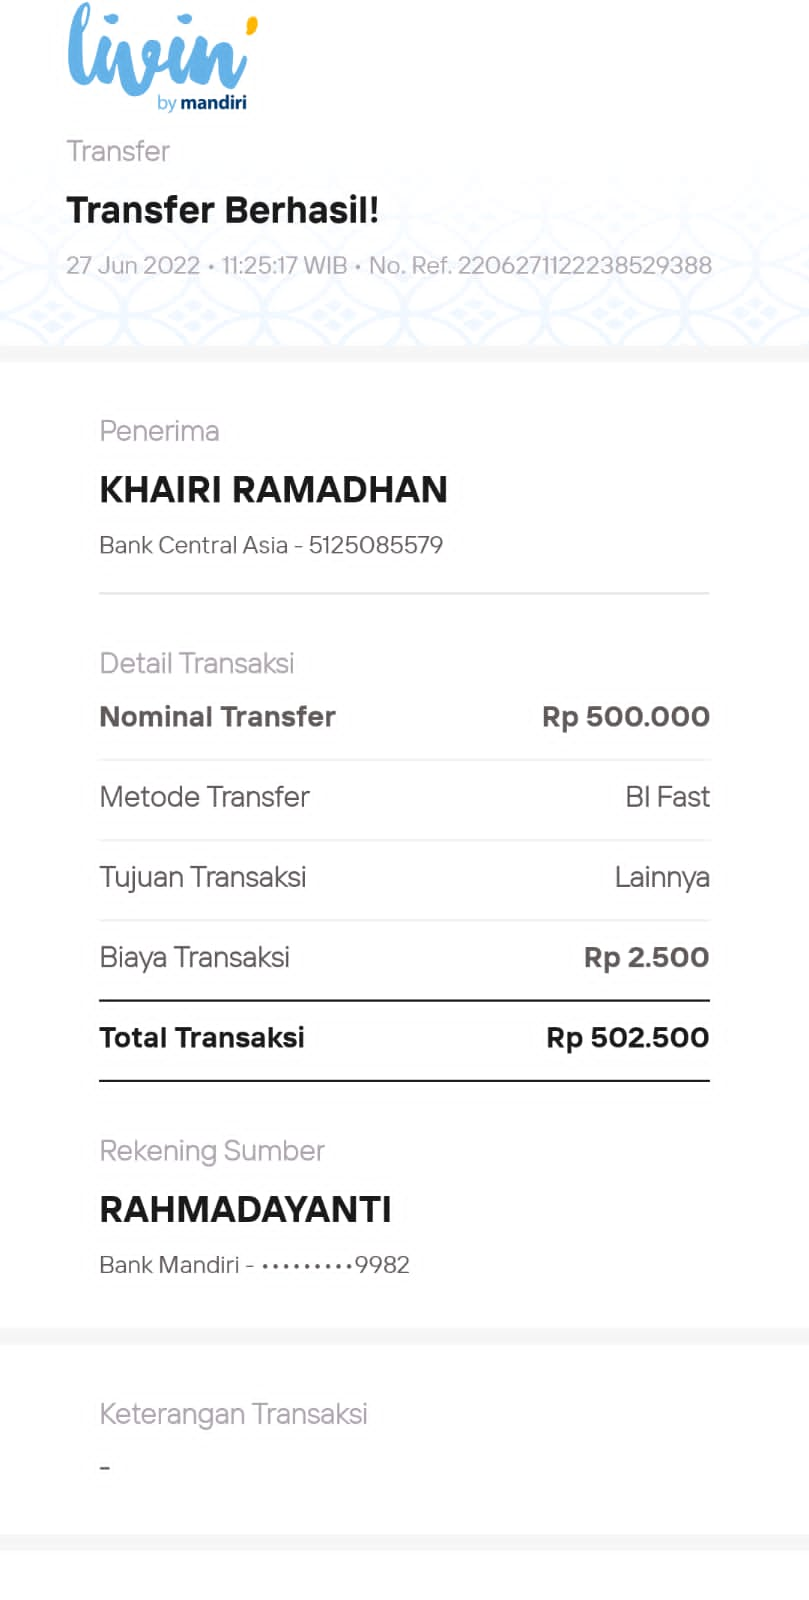 livin'
by mandiri
Transfer
Transfer Berhasil!
27 Jun 2022 • 11:25:17 WIB • No. Ref. 2206271122238529388
Penerima
KHAIRI RAMADHAN
Bank Central Asia - 5125085579
Detail Transaksi
Nominal Transfer Rp 500.000
Metode Transfer BI Fast
Tujuan Transaksi Lainnya
Biaya Transaksi Rp 2.500
Total Transaksi Rp 502.500
Rekening Sumber
RAHMADAYANTI
Bank Mandiri - •••••••••9982
Keterangan Transaksi
-